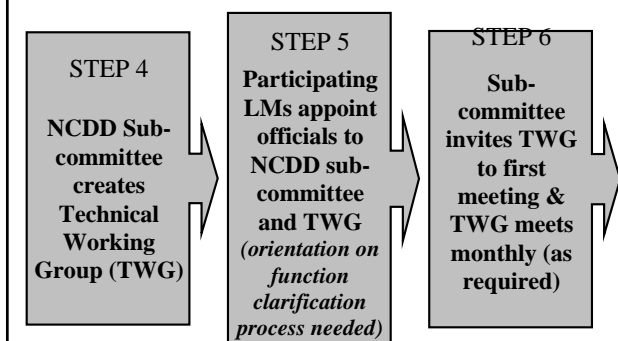 STEP 4
NCDD Sub-
committee
creates
Technical
Working
Group (TWG)
STEP 5
Participating
LMs appoint
officials to
NCDD sub-
committee
and TWG
(orientation on
function
clarification
process needed)
STEP 6
Sub-
committee
invites TWG
to first
meeting &
TWG meets
monthly (as
required)